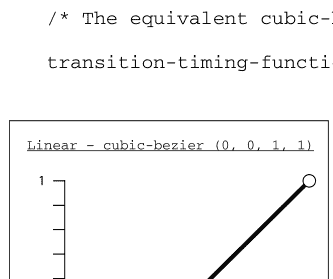 /* The equivalent cubic-
transition-timing-functi
Linear – cubic-bezier (0, 0, 1, 1)
1